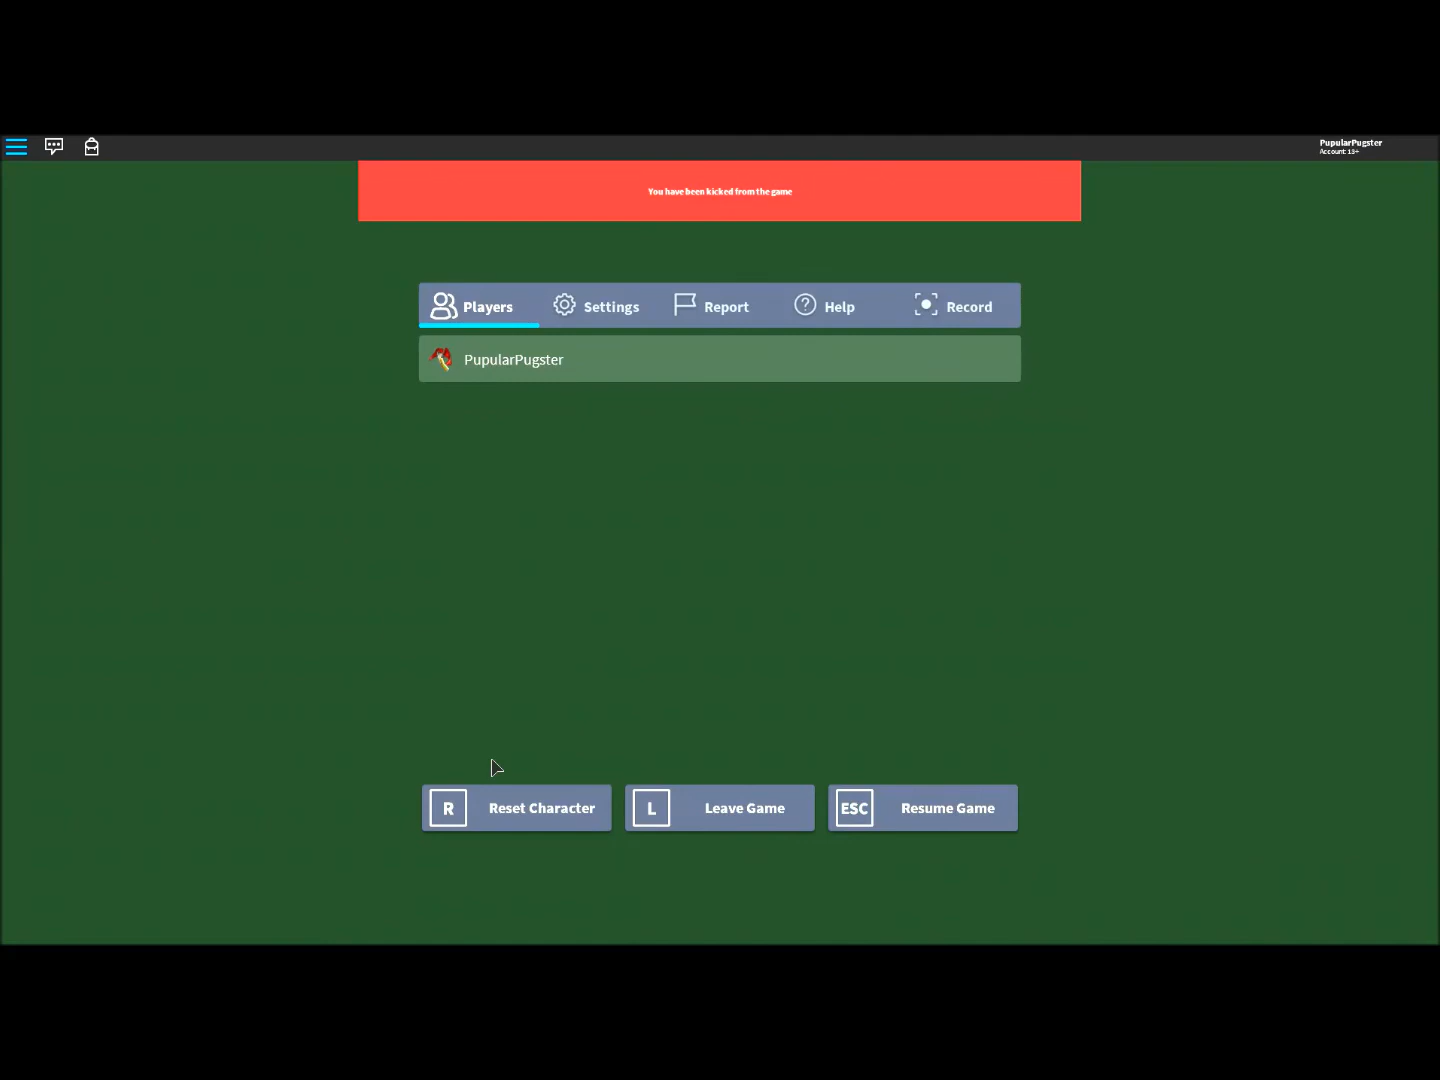 PupularPugster
Account: 13+
You have been kicked from the game
Players
Settings
Report
Help
Record
PupularPugster
R
Reset Character
L
Leave Game
ESC
Resume Game